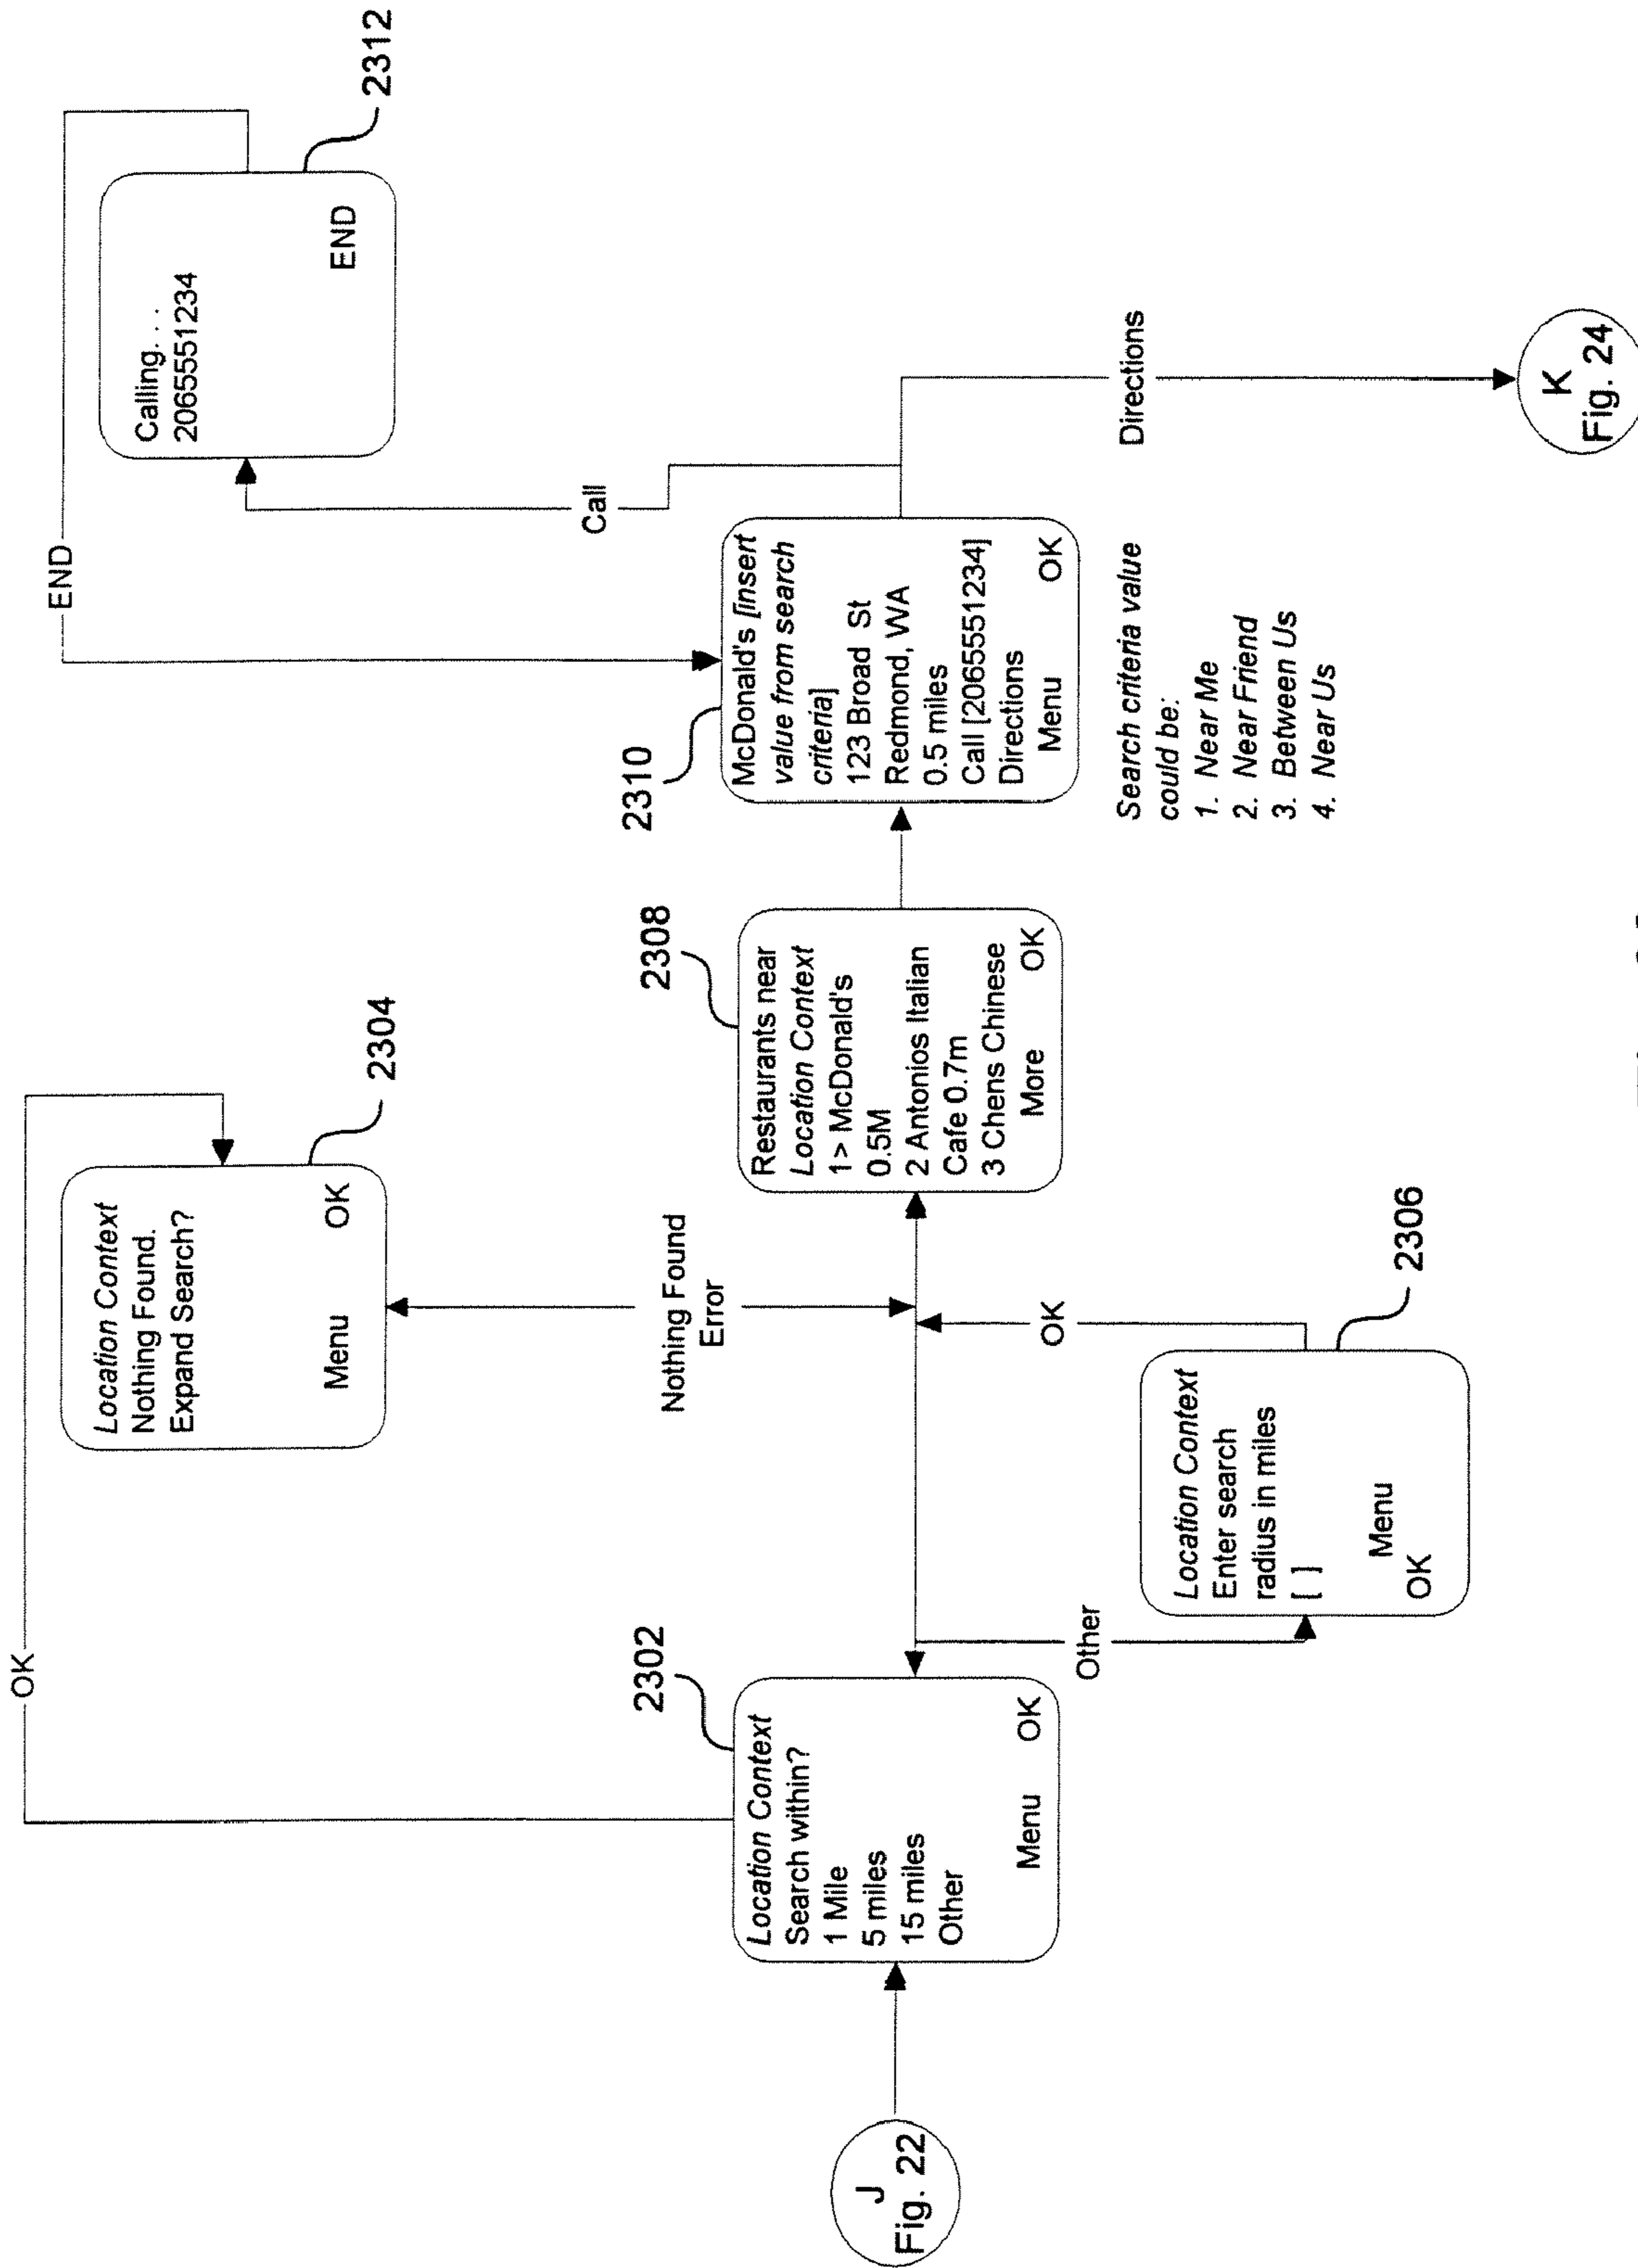 OK
END
2304
Location Context
Nothing Found.
Expand Search?
Menu OK
2312
Calling. . .
2065551234
END
Nothing Found
Error
Call
2302
Location Context
Search within?
1 Mile
5 miles
15 miles
Other
Menu OK
2308
Restaurants near
Location Context
1> McDonald's
0.5M
2 Antonios Italian
Cafe 0.7m
3 Chens Chinese
More OK
2310
McDonald's [insert
value from search
criteria]
123 Broad St
Redmond, WA
0.5 miles
Call [2065551234]
Directions
Menu OK
J
Fig. 22
Other
OK
2306
Location Context
Enter search
radius in miles
[ ]
Menu
OK
Directions
Search criteria value
could be:
1. Near Me
2. Near Friend
3. Between Us
4. Near Us
K
Fig. 24